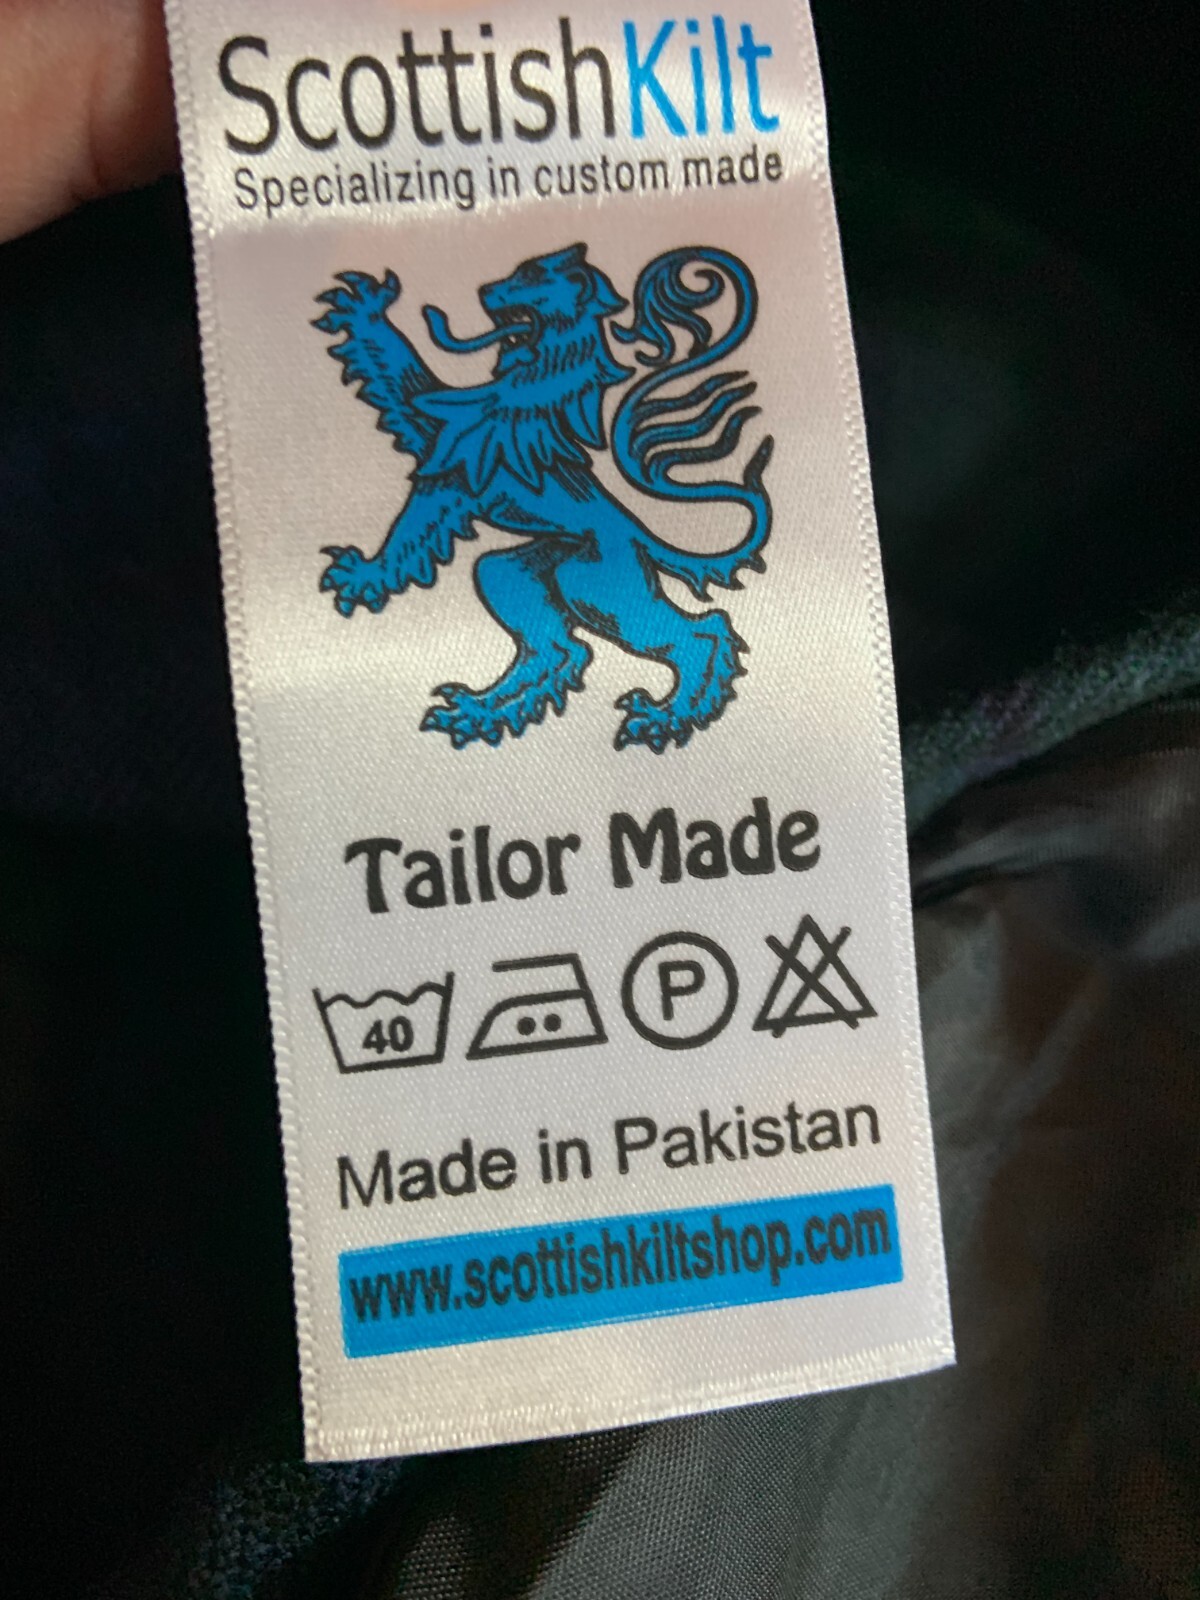 ScottishKilt
Specializing in custom made
Tailor Made
40 P
Made in Pakistan
www.scottishkiltshop.com